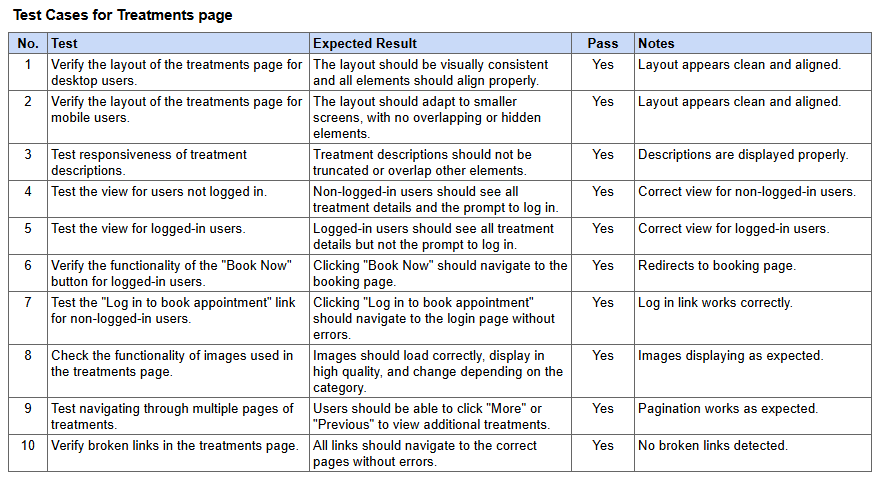 Test Cases for Treatments page
No. Test Expected Result Pass Notes
1 Verify the layout of the treatments page for The layout should be visually consistent Yes Layout appears clean and aligned.
desktop users. and all elements should align properly.
2 Verify the layout of the treatments page for The layout should adapt to smaller Yes Layout appears clean and aligned.
mobile users. screens, with no overlapping or hidden
elements.
3 Test responsiveness of treatment Treatment descriptions should not be Yes Descriptions are displayed properly.
descriptions. truncated or overlap other elements.
4 Test the view for users not logged in. Non-logged-in users should see all Yes Correct view for non-logged-in users.
treatment details and the prompt to log in.
5 Test the view for logged-in users. Logged-in users should see all treatment Yes Correct view for logged-in users.
details but not the prompt to log in.
6 Verify the functionality of the "Book Now" Clicking "Book Now" should navigate to the Yes Redirects to booking page.
button for logged-in users. booking page.
7 Test the "Log in to book appointment" link Clicking "Log in to book appointment" Yes Log in link works correctly.
for non-logged-in users. should navigate to the login page without
errors.
8 Check the functionality of images used in Images should load correctly, display in Yes Images displaying as expected.
the treatments page. high quality, and change depending on the
category.
9 Test navigating through multiple pages of Users should be able to click "More" or Yes Pagination works as expected.
treatments. "Previous" to view additional treatments.
10 Verify broken links in the treatments page. All links should navigate to the correct Yes No broken links detected.
pages without errors.